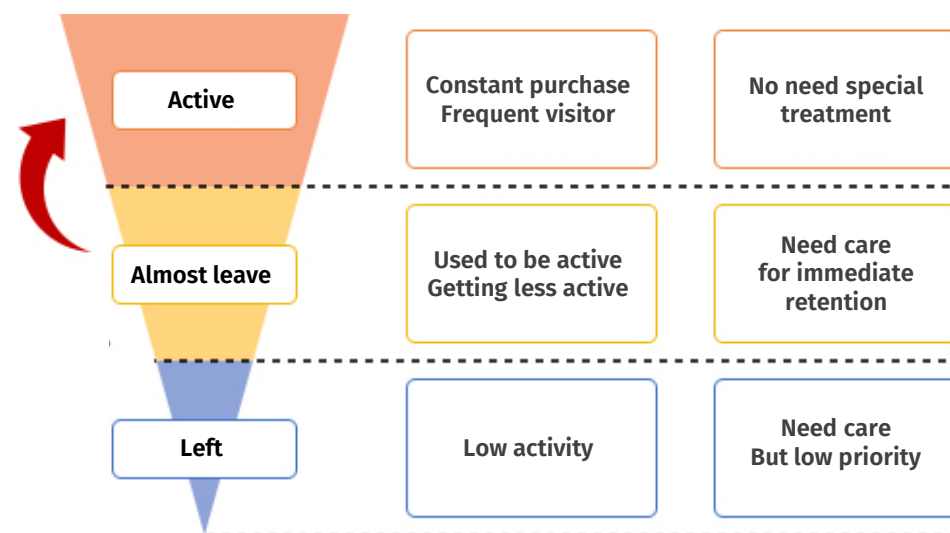 Active
Constant purchase
Frequent visitor
No need special
treatment
Almost leave
Used to be active
Getting less active
Need care
for immediate
retention
Left
Low activity
Need care
But low priority